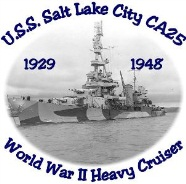 U.S.S. Salt Lake City CA25
1929 1948
World War II Heavy Cruiser